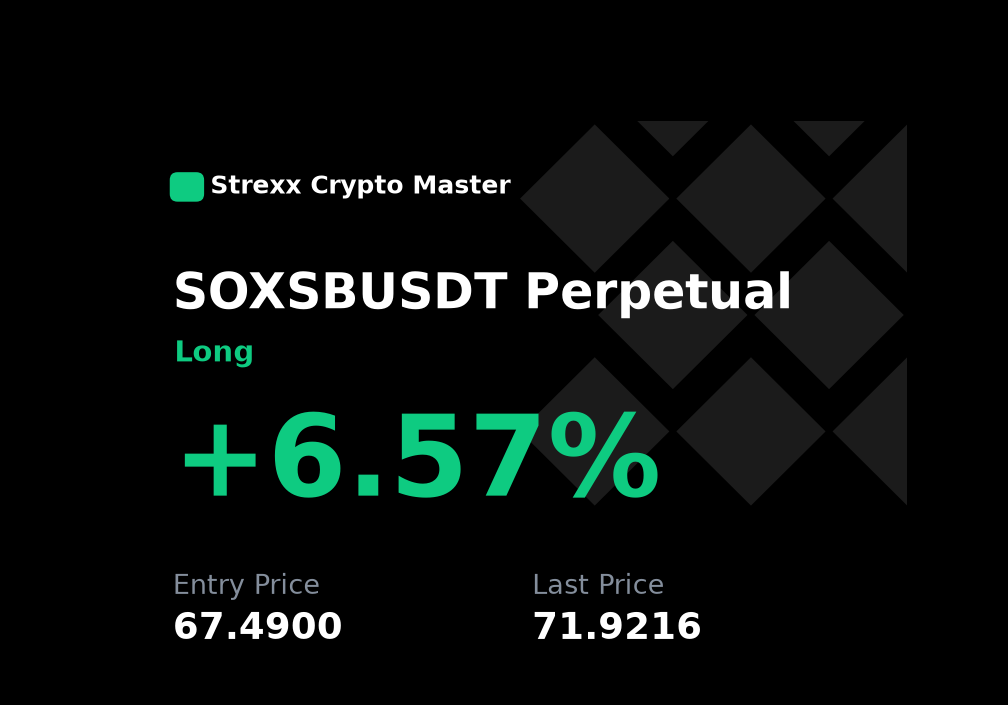 Strexx Crypto Master
SOXSBUSDT Perpetual
Long
+6.57%
Entry Price Last Price
67.4900 71.9216